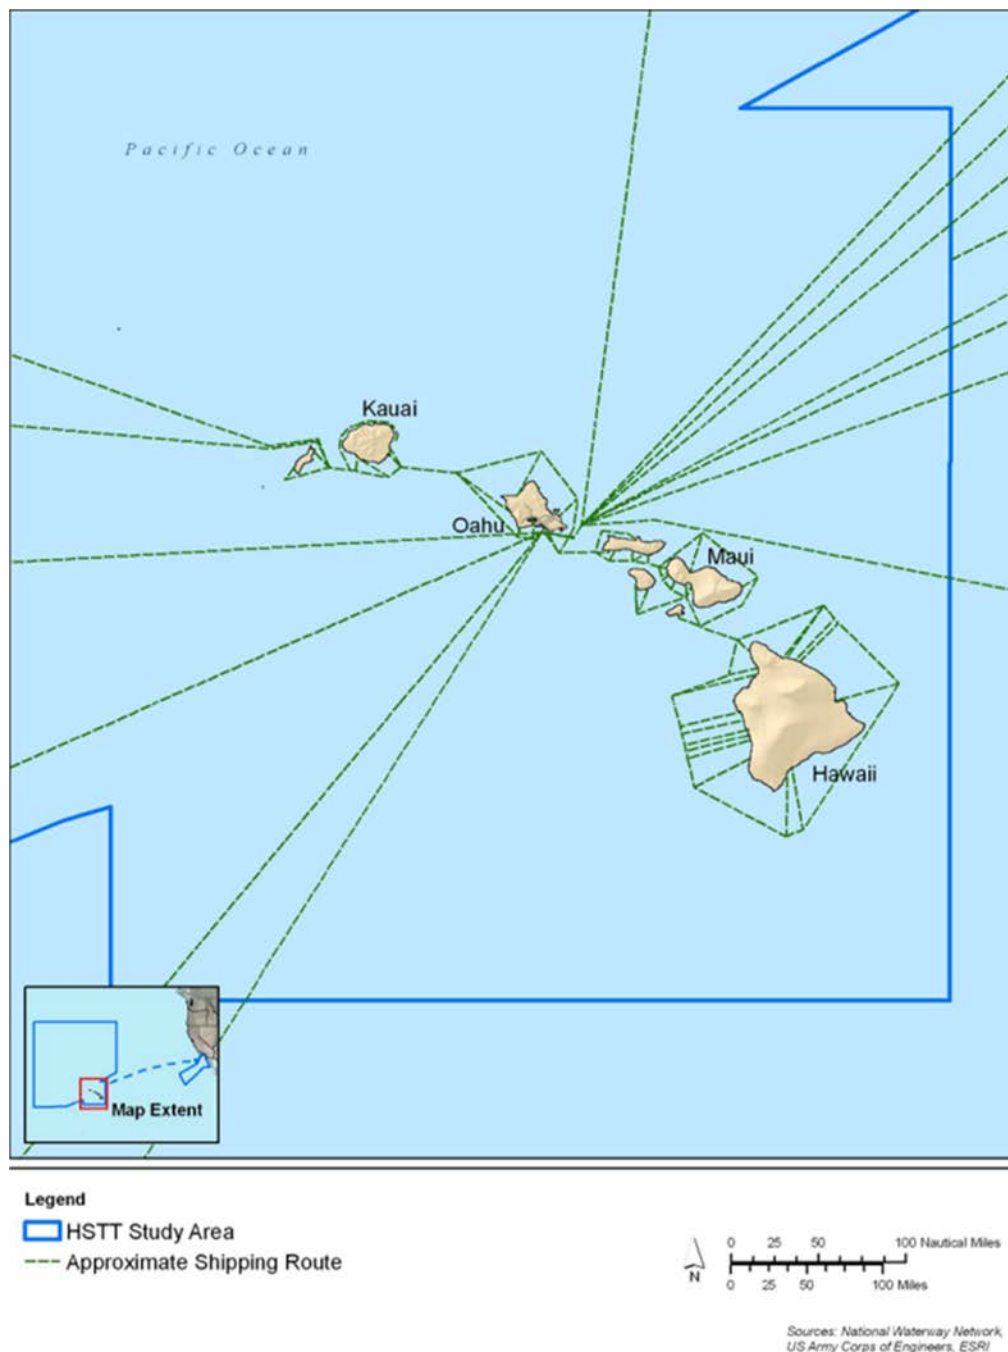 Pacific Ocean
Kauai
Oahu
Maui
Hawaii
Map Extent
Legend
HSTT Study Area
Approximate Shipping Route
N
0 25 50 100 Nautical Miles
0 25 50 100 Miles
Sources: National Waterway Network,
US Army Corps of Engineers, ESRI